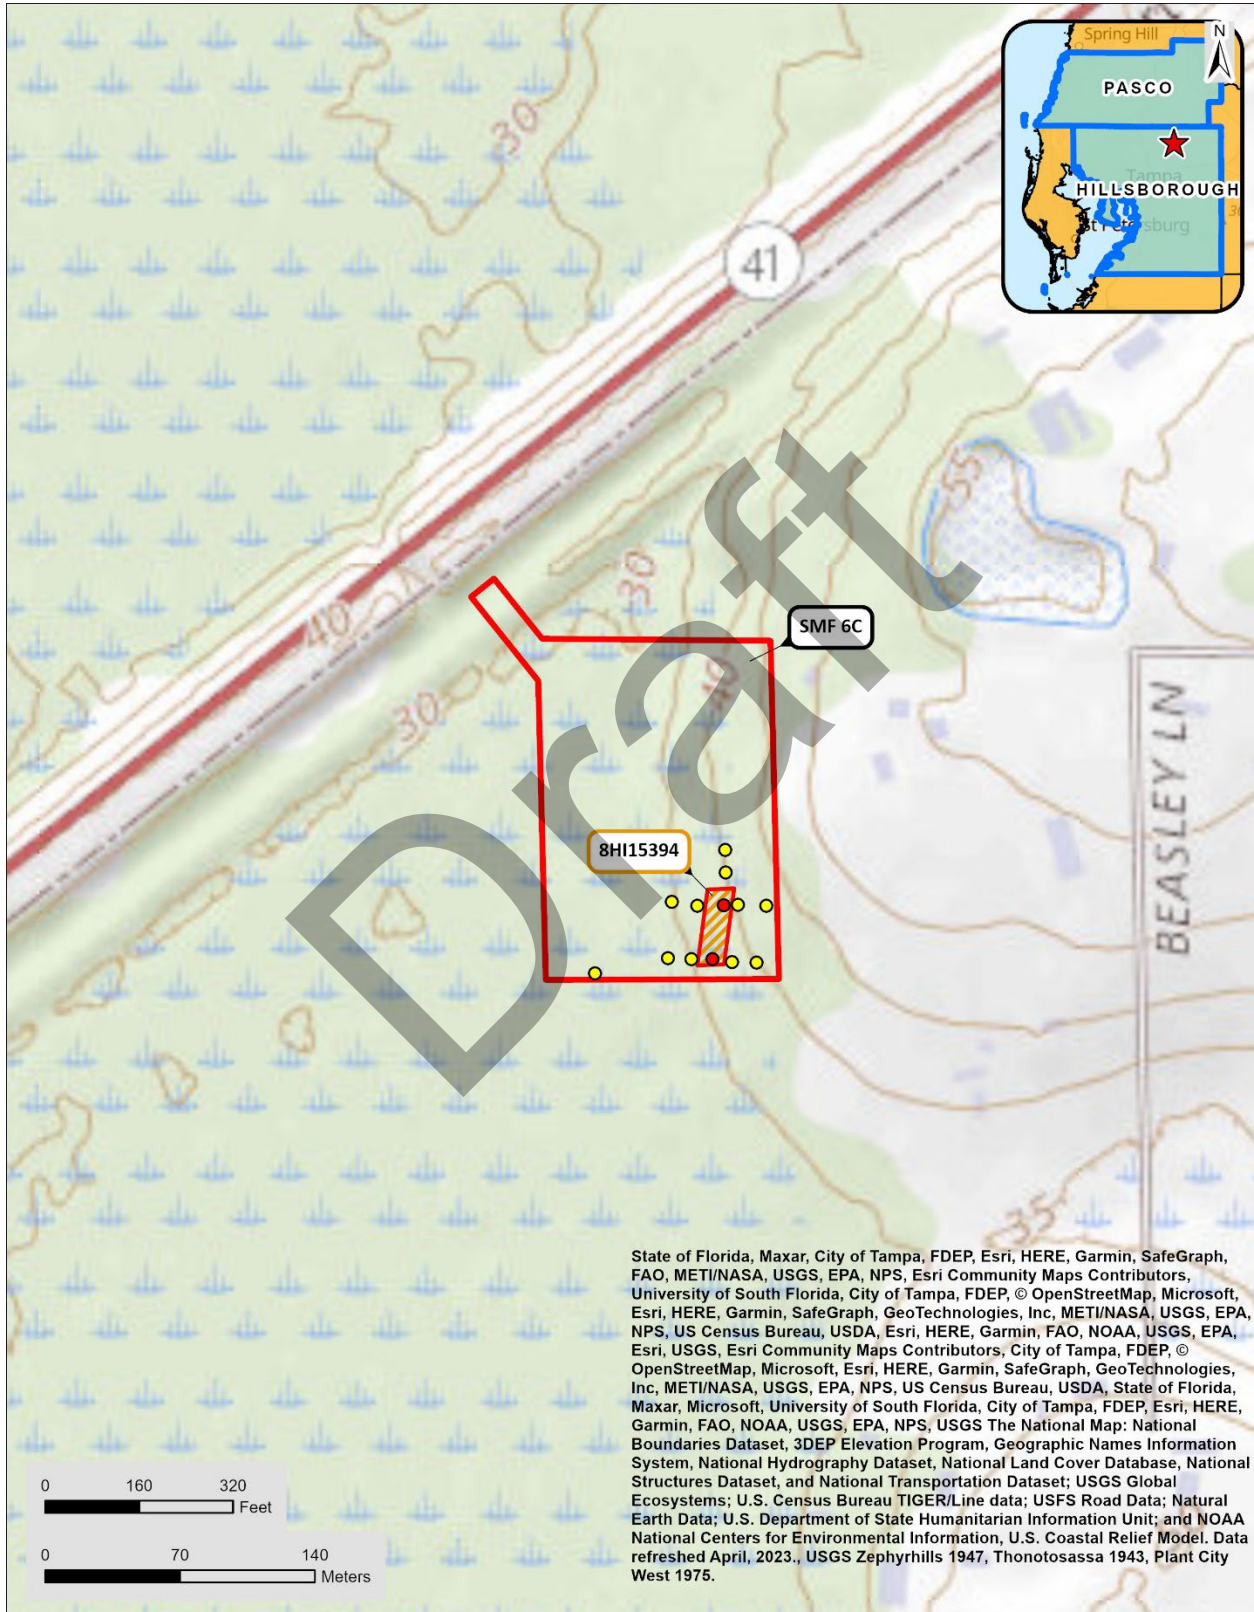 Spring Hill
N
PASCO
Tampa
HILLSBOROUGH
30
41
35
40
30
SMF 6C
40
30
8HI15394
BEASLEY LN
Draft
35
State of Florida, Maxar, City of Tampa, FDEP, Esri, HERE, Garmin, SafeGraph,
FAO, METI/NASA, USGS, EPA, NPS, Esri Community Maps Contributors,
University of South Florida, City of Tampa, FDEP, © OpenStreetMap, Microsoft,
Esri, HERE, Garmin, SafeGraph, GeoTechnologies, Inc, METI/NASA, USGS, EPA,
NPS, US Census Bureau, USDA, Esri, HERE, Garmin, FAO, NOAA, USGS, EPA,
Esri, USGS, Esri Community Maps Contributors, City of Tampa, FDEP, ©
OpenStreetMap, Microsoft, Esri, HERE, Garmin, SafeGraph, GeoTechnologies,
Inc, METI/NASA, USGS, EPA, NPS, US Census Bureau, USDA, State of Florida,
Maxar, Microsoft, University of South Florida, City of Tampa, FDEP, Esri, HERE,
Garmin, FAO, NOAA, USGS, EPA, NPS, USGS The National Map: National
Boundaries Dataset, 3DEP Elevation Program, Geographic Names Information
System, National Hydrography Dataset, National Land Cover Database, National
Structures Dataset, and National Transportation Dataset; USGS Global
Ecosystems; U.S. Census Bureau TIGER/Line data; USFS Road Data; Natural
Earth Data; U.S. Department of State Humanitarian Information Unit; and NOAA
National Centers for Environmental Information, U.S. Coastal Relief Model. Data
refreshed April, 2023., USGS Zephyrhills 1947, Thonotosassa 1943, Plant City
West 1975.
0 160 320
Feet
0 70 140
Meters